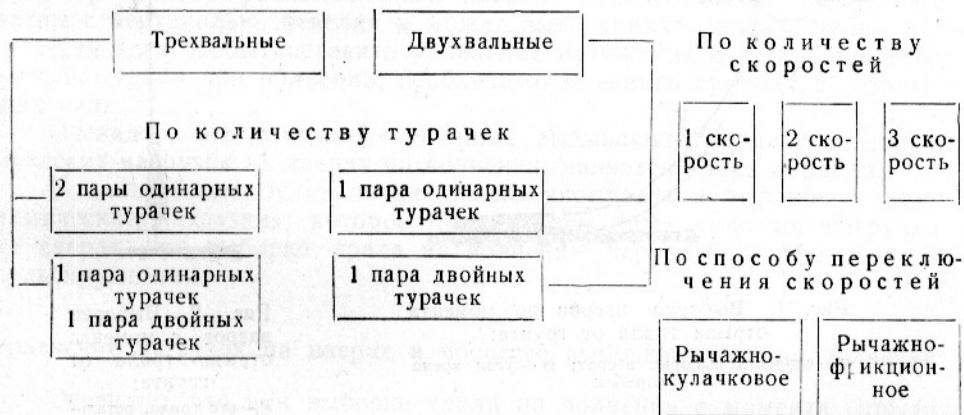 Трехвальные
Двухвальные
По количеству
скоростей
По количеству турачек
1 ско-
рость
2 ско-
рость
3 ско-
рость
2 пары одинарных
турачек
1 пара одинарных
турачек
1 пара одинарных
турачек
1 пара двойных
турачек
1 пара двойных
турачек
По способу переклю-
чения скоростей
Рычажно-
кулачковое
Рычажно-
фрикцион-
ное